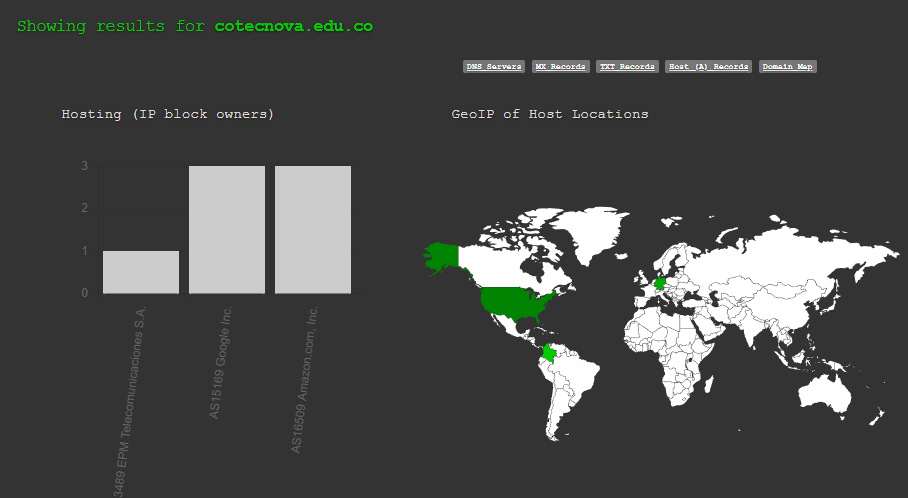 Showing results for cotecnova.edu.co
DNS Servers MX Records TXT Records Host (A) Records Domain Map
Hosting (IP block owners)
GeoIP of Host Locations
3
2
1
0
3489 EPM Telecomunicaciones S.A.
AS15169 Google Inc.
AS16509 Amazon.com, Inc.